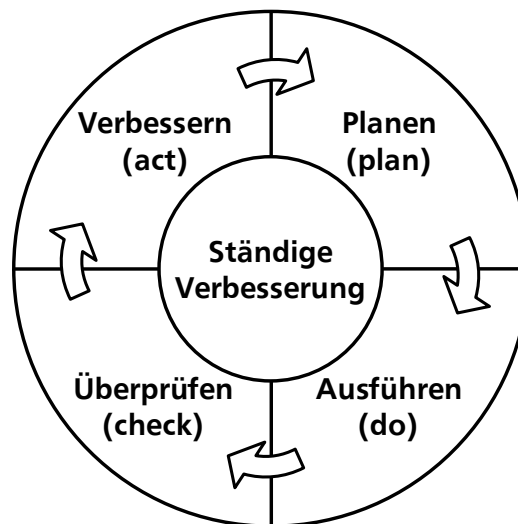 Verbessern
(act)
Planen
(plan)
Ständige
Verbesserung
Überprüfen
(check)
Ausführen
(do)